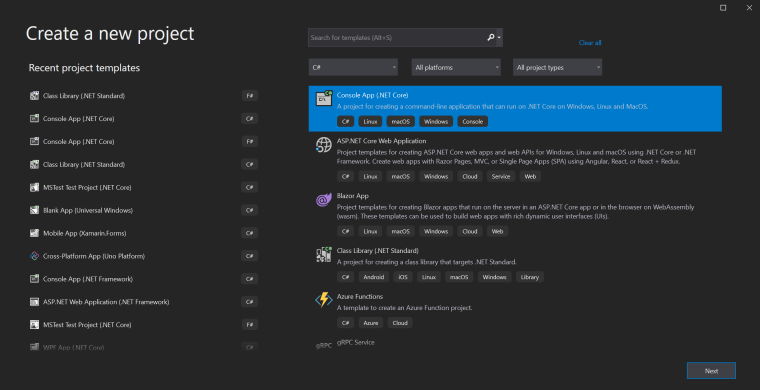 Create a new project
Search for templates (Alt+S)
Clear all
Recent project templates
C#
All platforms
All project types
Class Library (.NET Standard) F#
Console App (.NET Core) C#
Console App (.NET Core) F#
Class Library (.NET Standard) C#
MSTest Test Project (.NET Core) C#
Blank App (Universal Windows) C#
Mobile App (Xamarin.Forms) C#
Cross-Platform App (Uno Platform) C#
Console App (.NET Framework) C#
ASP.NET Web Application (.NET Framework) C#
MSTest Test Project (.NET Core) F#
WPF App (.NET Core) C#
Console App (.NET Core)
A project for creating a command-line application that can run on .NET Core on Windows, Linux and MacOS.
C# Linux macOS Windows Console
ASP.NET Core Web Application
Project templates for creating ASP.NET Core web apps and web APIs for Windows, Linux and macOS using .NET Core or .NET
Framework. Create web apps with Razor Pages, MVC, or Single Page Apps (SPA) using Angular, React, or React + Redux.
C# Linux macOS Windows Cloud Service Web
Blazor App
Project templates for creating Blazor apps that run on the server in an ASP.NET Core app or in the browser on WebAssembly
(wasm). These templates can be used to build web apps with rich dynamic user interfaces (UIs).
C# Linux macOS Windows Cloud Web
Class Library (.NET Standard)
A project for creating a class library that targets .NET Standard.
C# Android iOS Linux macOS Windows Library
Azure Functions
A template to create an Azure Function project.
C# Azure Cloud
gRPC gRPC Service
Next